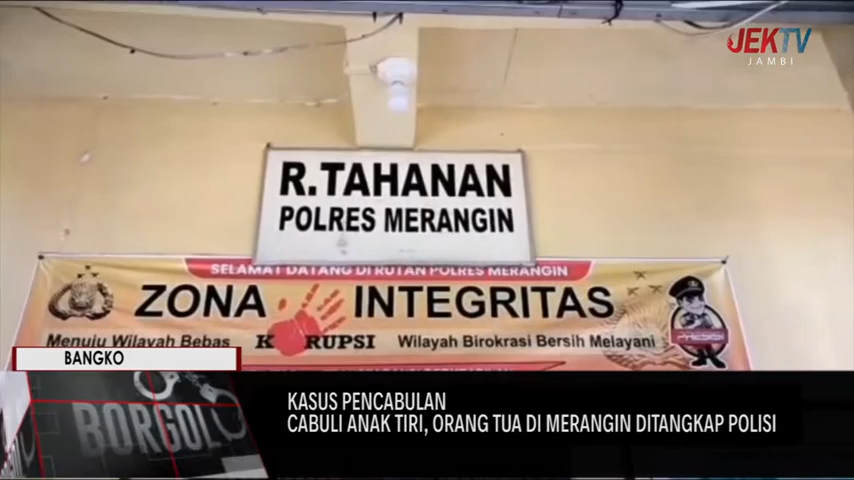 JEKTV
JAMBI
R.TAHANAN
POLRES MERANGIN
SELAMAT DATANG DI RUTAN POLRES MERANGIN
ZONA INTEGRITAS
Menuju Wilayah Bebas K RUPSI Wilayah Birokrasi Bersih Melayani
BANGKO
BORGOL
KASUS PENCABULAN
CABULI ANAK TIRI, ORANG TUA DI MERANGIN DITANGKAP POLISI